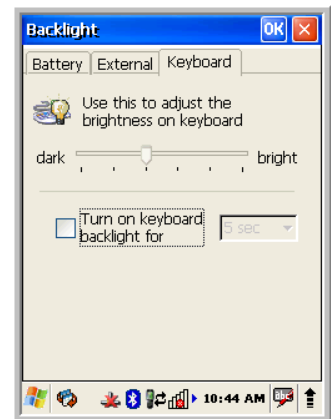 Backlight OK
Battery External Keyboard
Use this to adjust the
brightness on keyboard
dark bright
Turn on keyboard
backlight for
5 sec
10:44 AM